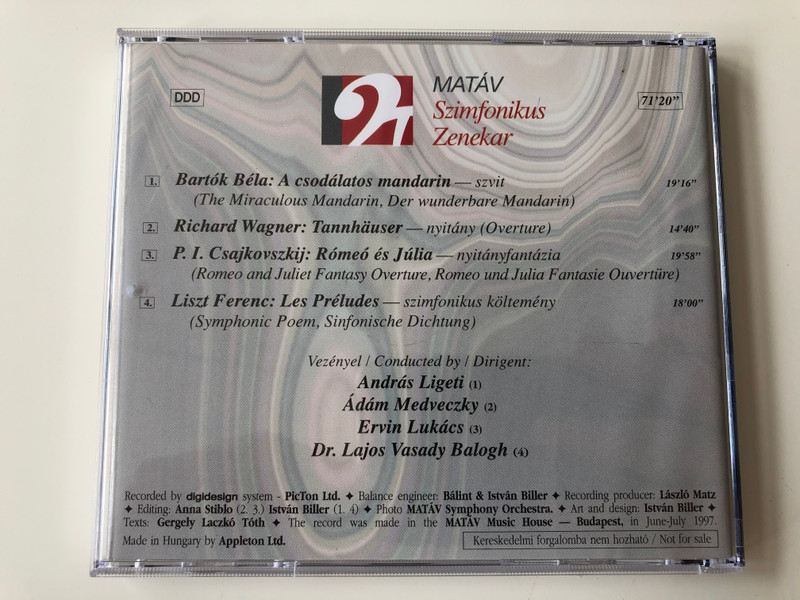 DDD
21
MATÁV
Szimfonikus
Zenekar
71'20"
1. Bartók Béla: A csodálatos mandarin — szvit 19'16"
(The Miraculous Mandarin, Der wunderbare Mandarin)
2. Richard Wagner: Tannhäuser — nyitány (Overture) 14'40"
3. P. I. Csajkovszkij: Rómeó és Júlia — nyitányfantázia 19'58"
(Romeo and Juliet Fantasy Overture, Romeo und Julia Fantasie Ouvertüre)
4. Liszt Ferenc: Les Préludes — szimfonikus költemény 18'00"
(Symphonic Poem, Sinfonische Dichtung)
Vezényel / Conducted by / Dirigent:
András Ligeti (1)
Ádám Medveczky (2)
Ervin Lukács (3)
Dr. Lajos Vasady Balogh (4)
Recorded by digidesign system - PicTon Ltd. ✦ Balance engineer: Bálint & István Biller ✦ Recording producer: László Matz
✦ Editing: Anna Stiblo (2. 3.) István Biller (1. 4) ✦ Photo MATÁV Symphony Orchestra. ✦ Art and design: István Biller ✦
Texts: Gergely Laczkó Tóth ✦ The record was made in the MATÁV Music House — Budapest, in June-July 1997.
Made in Hungary by Appleton Ltd.
Kereskedelmi forgalomba nem hozható / Not for sale